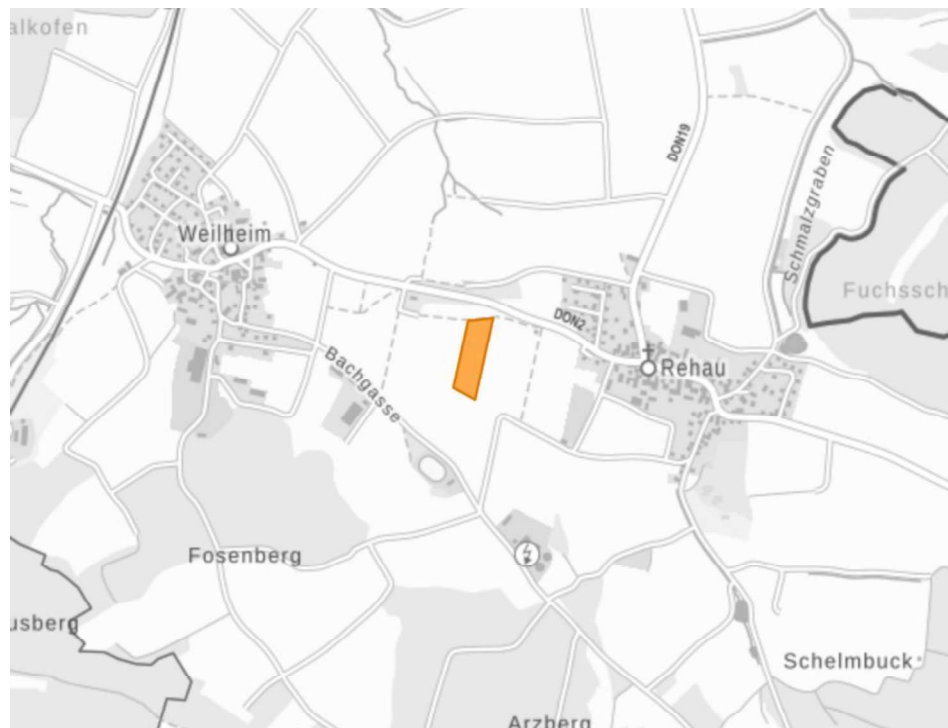 alkofen
DON19
Schmalzgraben
Weilheim
Fuchssch
DON2
Rehau
Bachgasse
Fosenberg
usberg
Schelmbuck
Arzberg